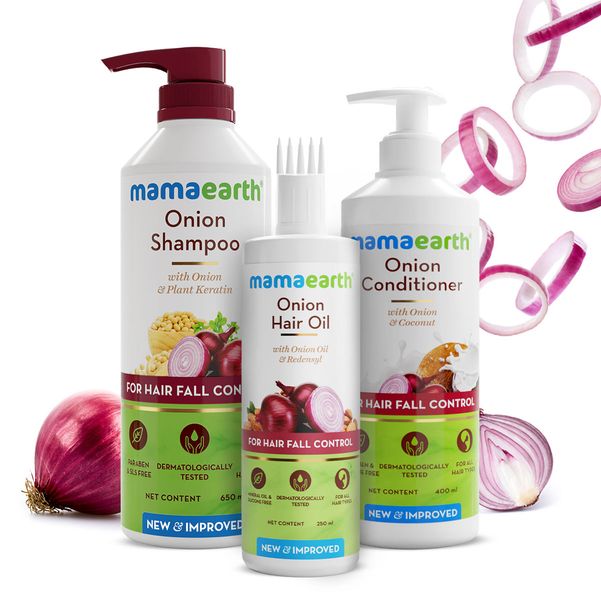 mamaearth®
Onion
Shampoo
with Onion
& Plant Keratin
FOR HAIR FALL CONT
PARABEN
& SLS FREE
DERMATOLOGICALLY
TESTED
NET CONTENT 650 m
NEW & IMPROVED
mamaearth®
Onion
Hair Oil
with Onion Oil
& Redensyl
FOR HAIR FALL CONTROL
MINERAL OIL &
SILICONE FREE
DERMATOLOGICALLY
TESTED
FOR ALL
HAIR TYPES
NET CONTENT 250 ml
NEW & IMPROVED
mamaearth®
Onion
Conditioner
with Onion
& Coconut
HAIR FALL CONTROL
DERMATOLOGICALLY
TESTED
FOR ALL
HAIR TYPES
NET CONTENT 400 ml
NEW & IMPROVED